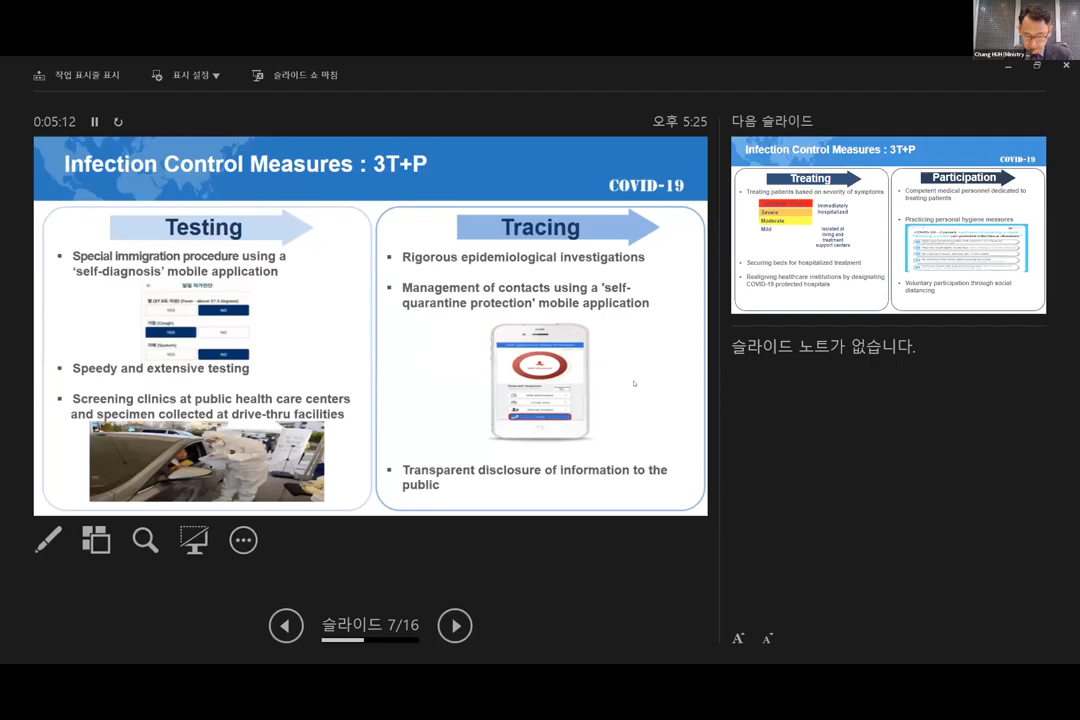 Chang HUH (Ministry
작업 표시줄 표시
표시 설정 ▼
슬라이드 쇼 마침
0:05:12
오후 5:25
다음 슬라이드
Infection Control Measures : 3T+P
COVID-19
Testing
▪ Special immigration procedure using a
‘self-diagnosis’ mobile application
YES NO
기침 (Cough)
YES NO
가래 (Sputum)
YES NO
▪ Speedy and extensive testing
▪ Screening clinics at public health care centers
and specimen collected at drive-thru facilities
Tracing
▪ Rigorous epidemiological investigations
▪ Management of contacts using a 'self-
quarantine protection' mobile application
▪ Transparent disclosure of information to the
public
Infection Control Measures : 3T+P
COVID-19
Treating
• Treating patients based on severity of symptoms
Severe
Moderate
Mild
Immediately
hospitalized
Isolated at
living and
treatment
support centers
• Securing beds for hospitalized treatment
• Realigning healthcare institutions by designating
COVID-19 protected hospitals
Participation
• Competent medical personnel dedicated to
treating patients
• Practicing personal hygiene measures
• Voluntary participation through social
distancing
슬라이드 노트가 없습니다.
슬라이드 7/16
A A